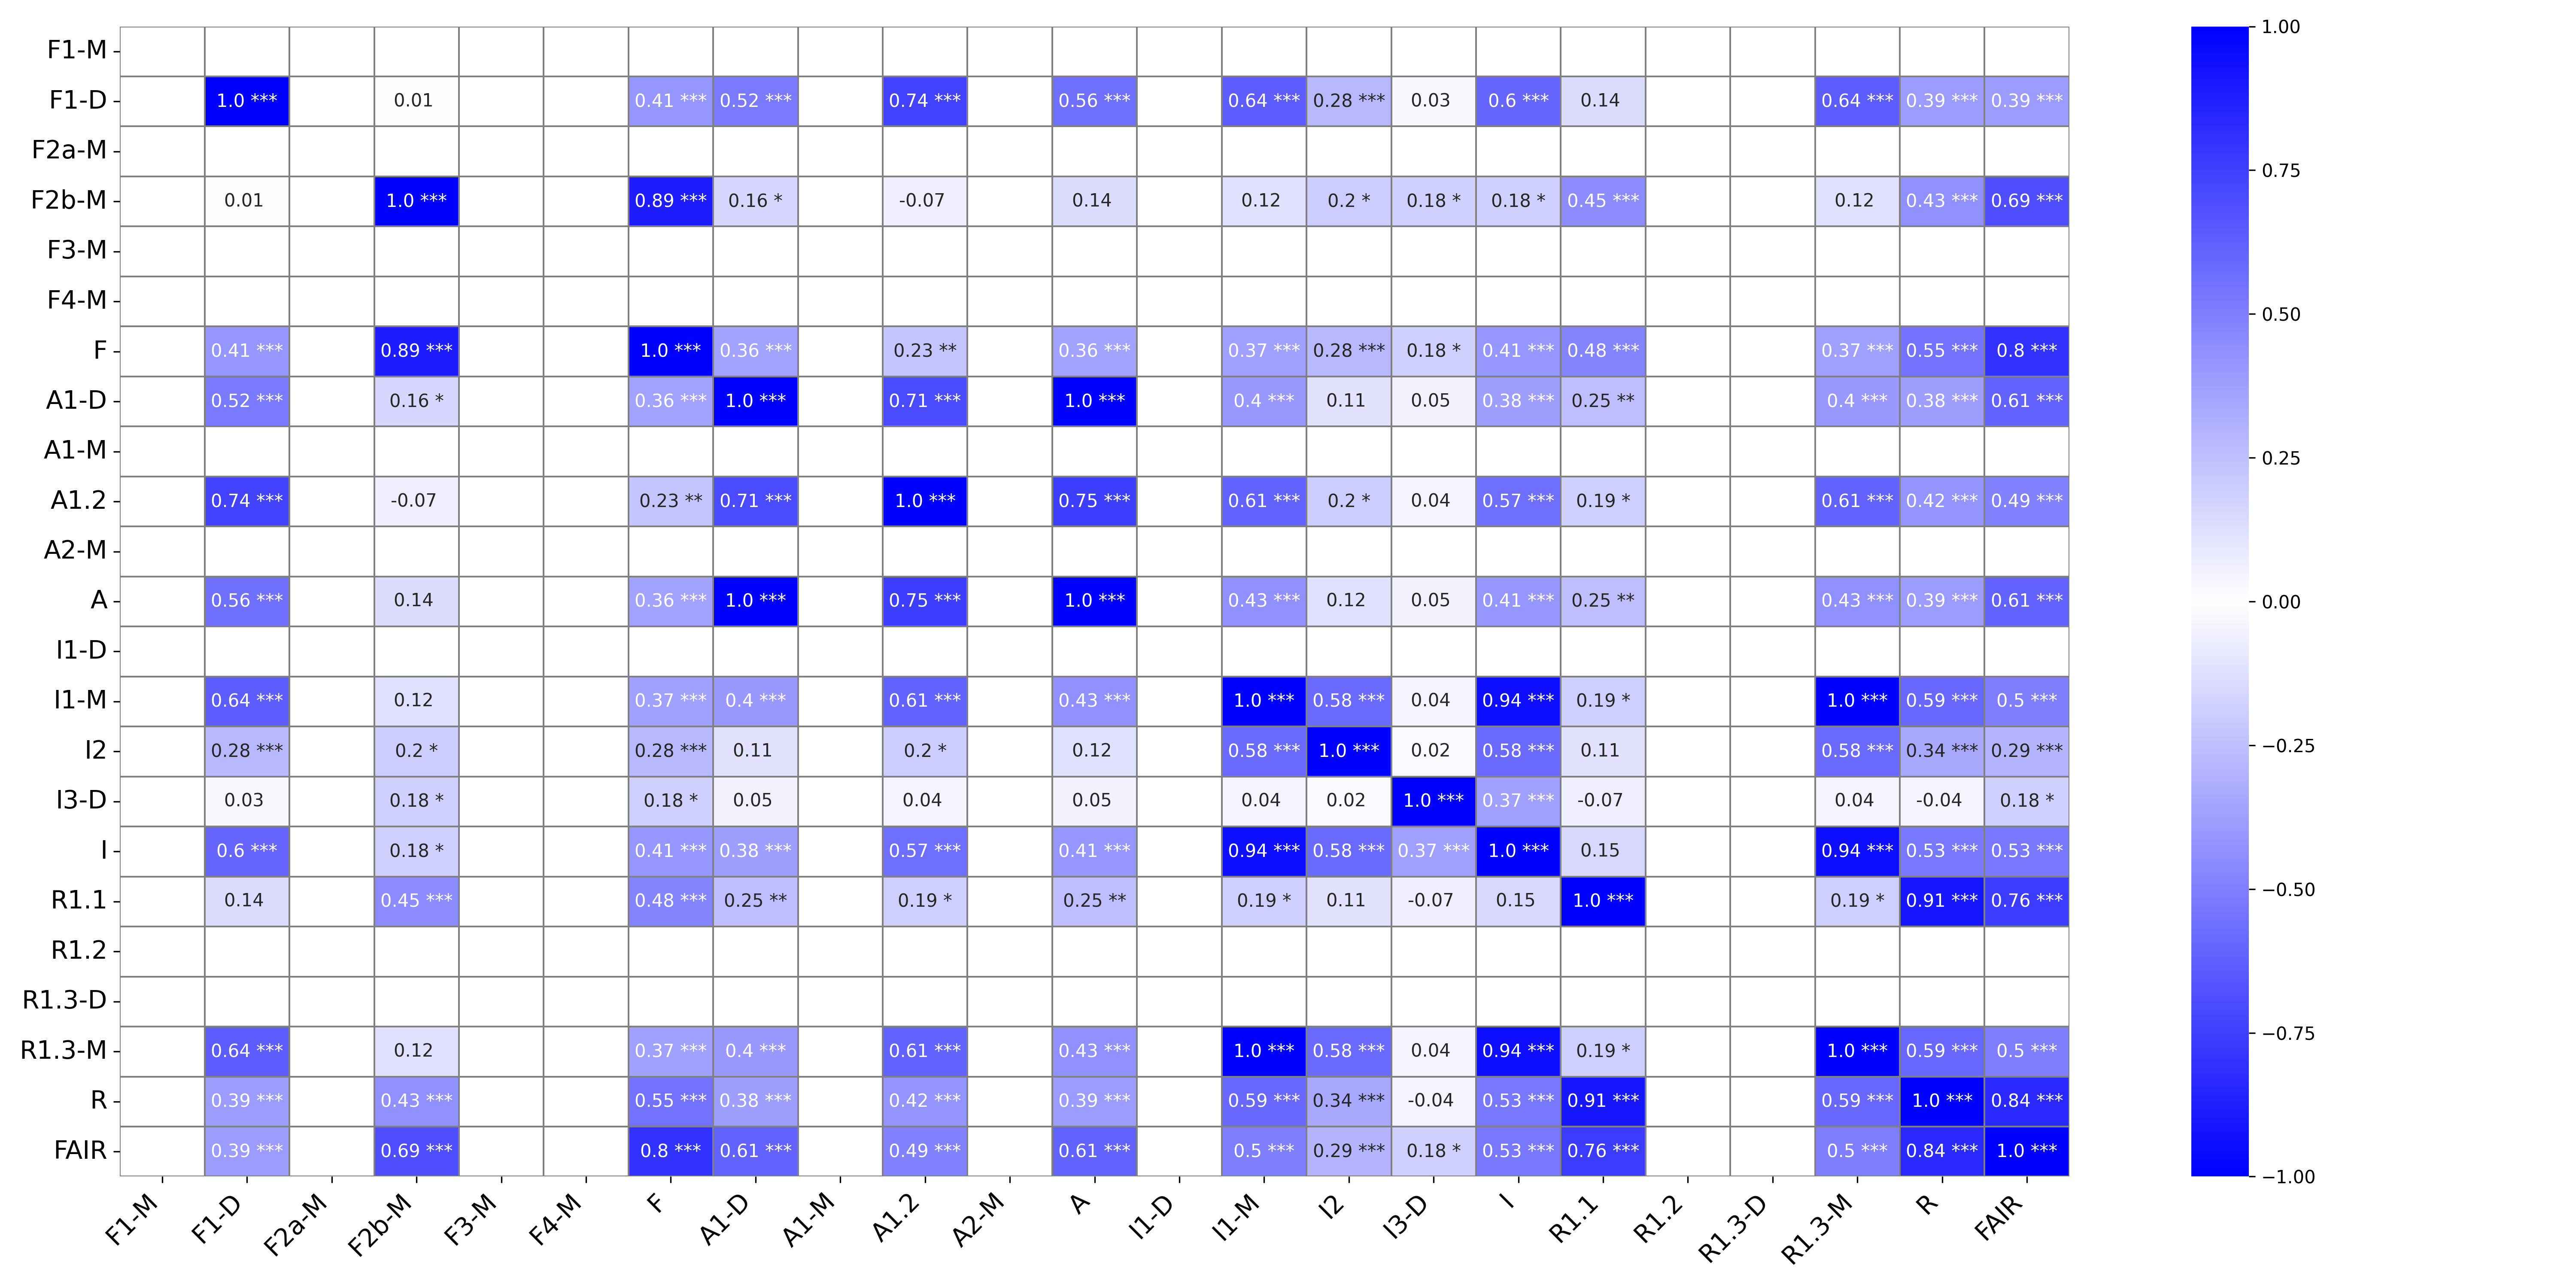 F1-M
F1-D 1.0 *** 0.01 0.41 *** 0.52 *** 0.74 *** 0.56 *** 0.64 *** 0.28 *** 0.03 0.6 *** 0.14 0.64 *** 0.39 *** 0.39 ***
F2a-M
F2b-M 0.01 1.0 *** 0.89 *** 0.16 * -0.07 0.14 0.12 0.2 * 0.18 * 0.18 * 0.45 *** 0.12 0.43 *** 0.69 ***
F3-M
F4-M
F 0.41 *** 0.89 *** 1.0 *** 0.36 *** 0.23 ** 0.36 *** 0.37 *** 0.28 *** 0.18 * 0.41 *** 0.48 *** 0.37 *** 0.55 *** 0.8 ***
A1-D 0.52 *** 0.16 * 0.36 *** 1.0 *** 0.71 *** 1.0 *** 0.4 *** 0.11 0.05 0.38 *** 0.25 ** 0.4 *** 0.38 *** 0.61 ***
A1-M
A1.2 0.74 *** -0.07 0.23 ** 0.71 *** 1.0 *** 0.75 *** 0.61 *** 0.2 * 0.04 0.57 *** 0.19 * 0.61 *** 0.42 *** 0.49 ***
A2-M
A 0.56 *** 0.14 0.36 *** 1.0 *** 0.75 *** 1.0 *** 0.43 *** 0.12 0.05 0.41 *** 0.25 ** 0.43 *** 0.39 *** 0.61 ***
I1-D
I1-M 0.64 *** 0.12 0.37 *** 0.4 *** 0.61 *** 0.43 *** 1.0 *** 0.58 *** 0.04 0.94 *** 0.19 * 1.0 *** 0.59 *** 0.5 ***
I2 0.28 *** 0.2 * 0.28 *** 0.11 0.2 * 0.12 0.58 *** 1.0 *** 0.02 0.58 *** 0.11 0.58 *** 0.34 *** 0.29 ***
I3-D 0.03 0.18 * 0.18 * 0.05 0.04 0.05 0.04 0.02 1.0 *** 0.37 *** -0.07 0.04 -0.04 0.18 *
I 0.6 *** 0.18 * 0.41 *** 0.38 *** 0.57 *** 0.41 *** 0.94 *** 0.58 *** 0.37 *** 1.0 *** 0.15 0.94 *** 0.53 *** 0.53 ***
R1.1 0.14 0.45 *** 0.48 *** 0.25 ** 0.19 * 0.25 ** 0.19 * 0.11 -0.07 0.15 1.0 *** 0.19 * 0.91 *** 0.76 ***
R1.2
R1.3-D
R1.3-M 0.64 *** 0.12 0.37 *** 0.4 *** 0.61 *** 0.43 *** 1.0 *** 0.58 *** 0.04 0.94 *** 0.19 * 1.0 *** 0.59 *** 0.5 ***
R 0.39 *** 0.43 *** 0.55 *** 0.38 *** 0.42 *** 0.39 *** 0.59 *** 0.34 *** -0.04 0.53 *** 0.91 *** 0.59 *** 1.0 *** 0.84 ***
FAIR 0.39 *** 0.69 *** 0.8 *** 0.61 *** 0.49 *** 0.61 *** 0.5 *** 0.29 *** 0.18 * 0.53 *** 0.76 *** 0.5 *** 0.84 *** 1.0 ***
F1-M F1-D F2a-M F2b-M F3-M F4-M F A1-D A1-M A1.2 A2-M A I1-D I1-M I2 I3-D I R1.1 R1.2 R1.3-D R1.3-M R FAIR
1.00
0.75
0.50
0.25
0.00
−0.25
−0.50
−0.75
−1.00